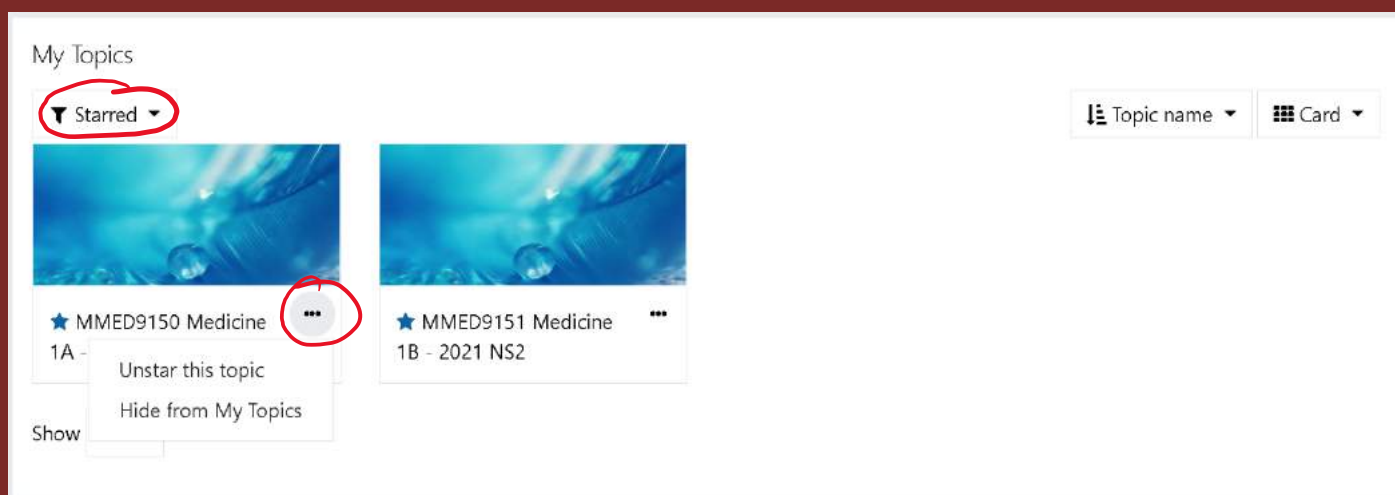 My Topics
Starred
Topic name
Card
MMED9150 Medicine
1A -
MMED9151 Medicine
1B - 2021 NS2
Unstar this topic
Hide from My Topics
Show